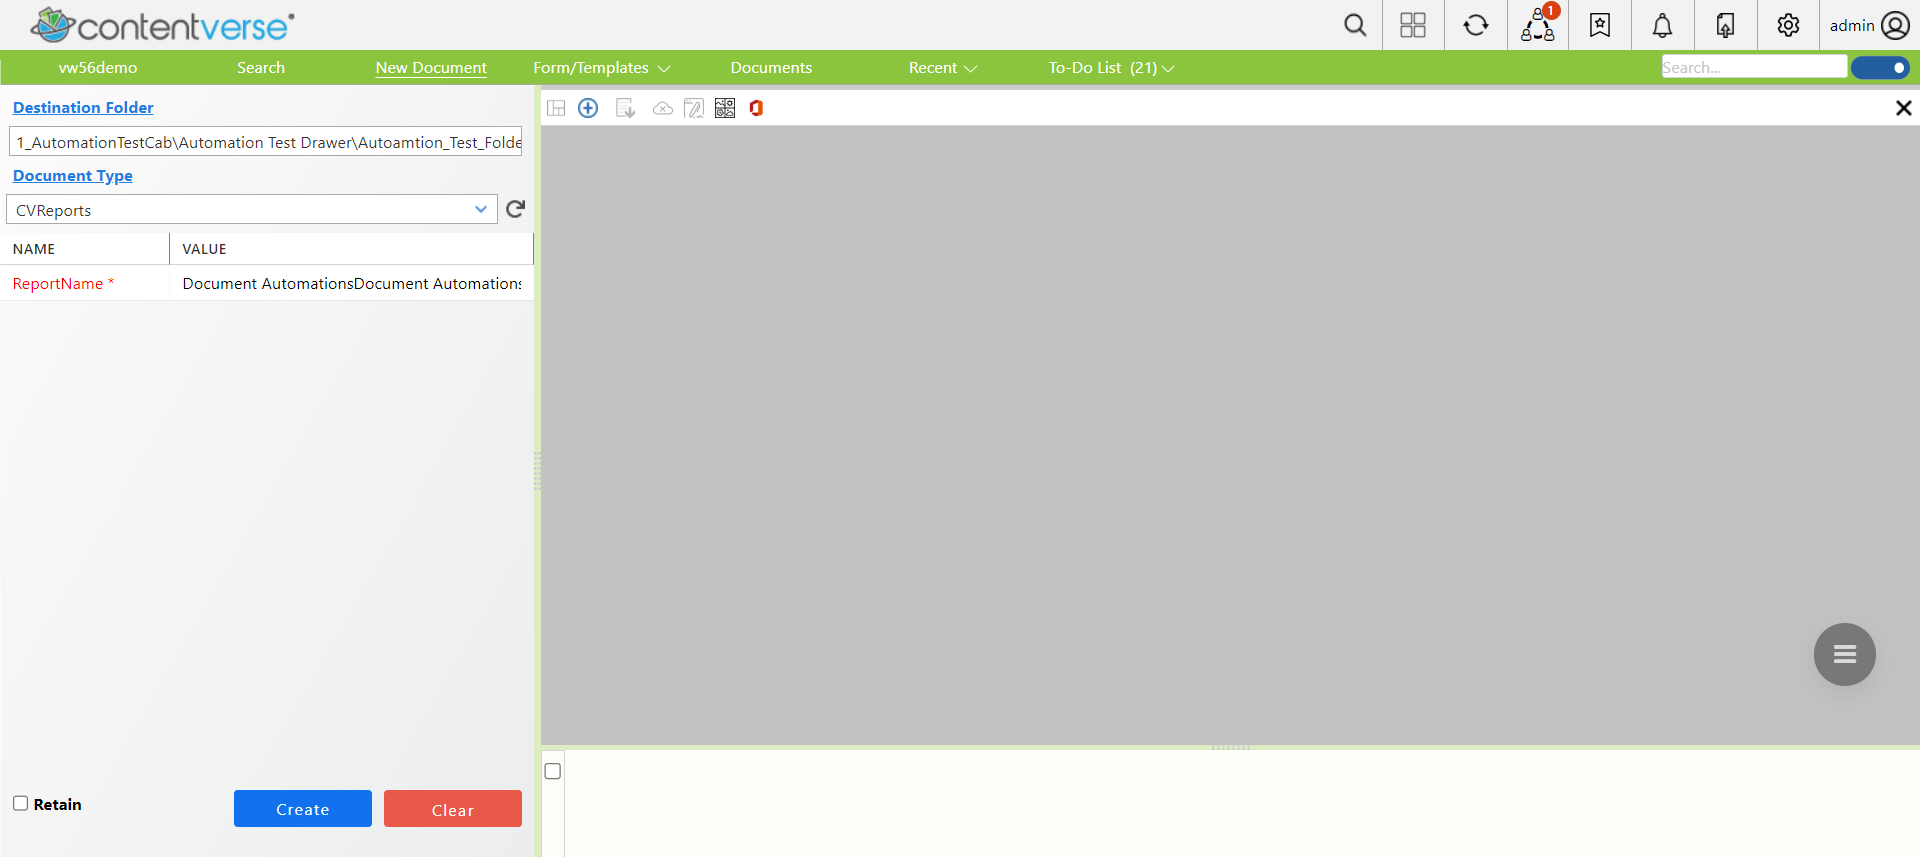 contentverse
1
admin
vw56demo
Search
New Document
Form/Templates
Documents
Recent
To-Do List (21)
Search...
Destination Folder
1_AutomationTestCab\Automation Test Drawer\Autoamtion_Test_Folde
Document Type
CVReports
NAME
VALUE
ReportName *
Document AutomationsDocument Automations
Retain
Create
Clear